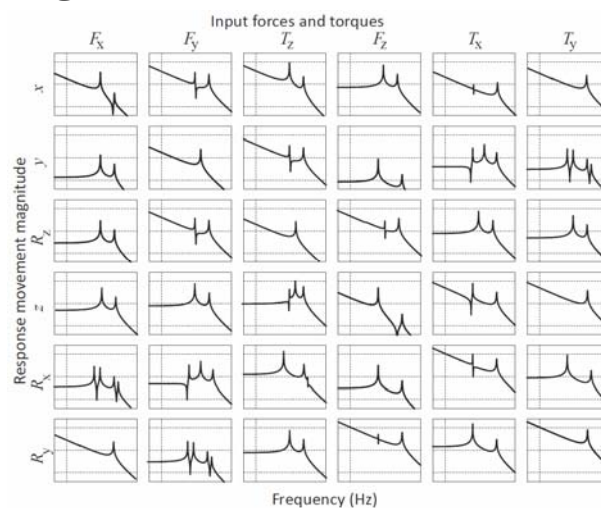 Input forces and torques
Fx Fy Tz Fz Tx Ty
x
y
Rz
z
Rx
Ry
Response movement magnitude
Frequency (Hz)